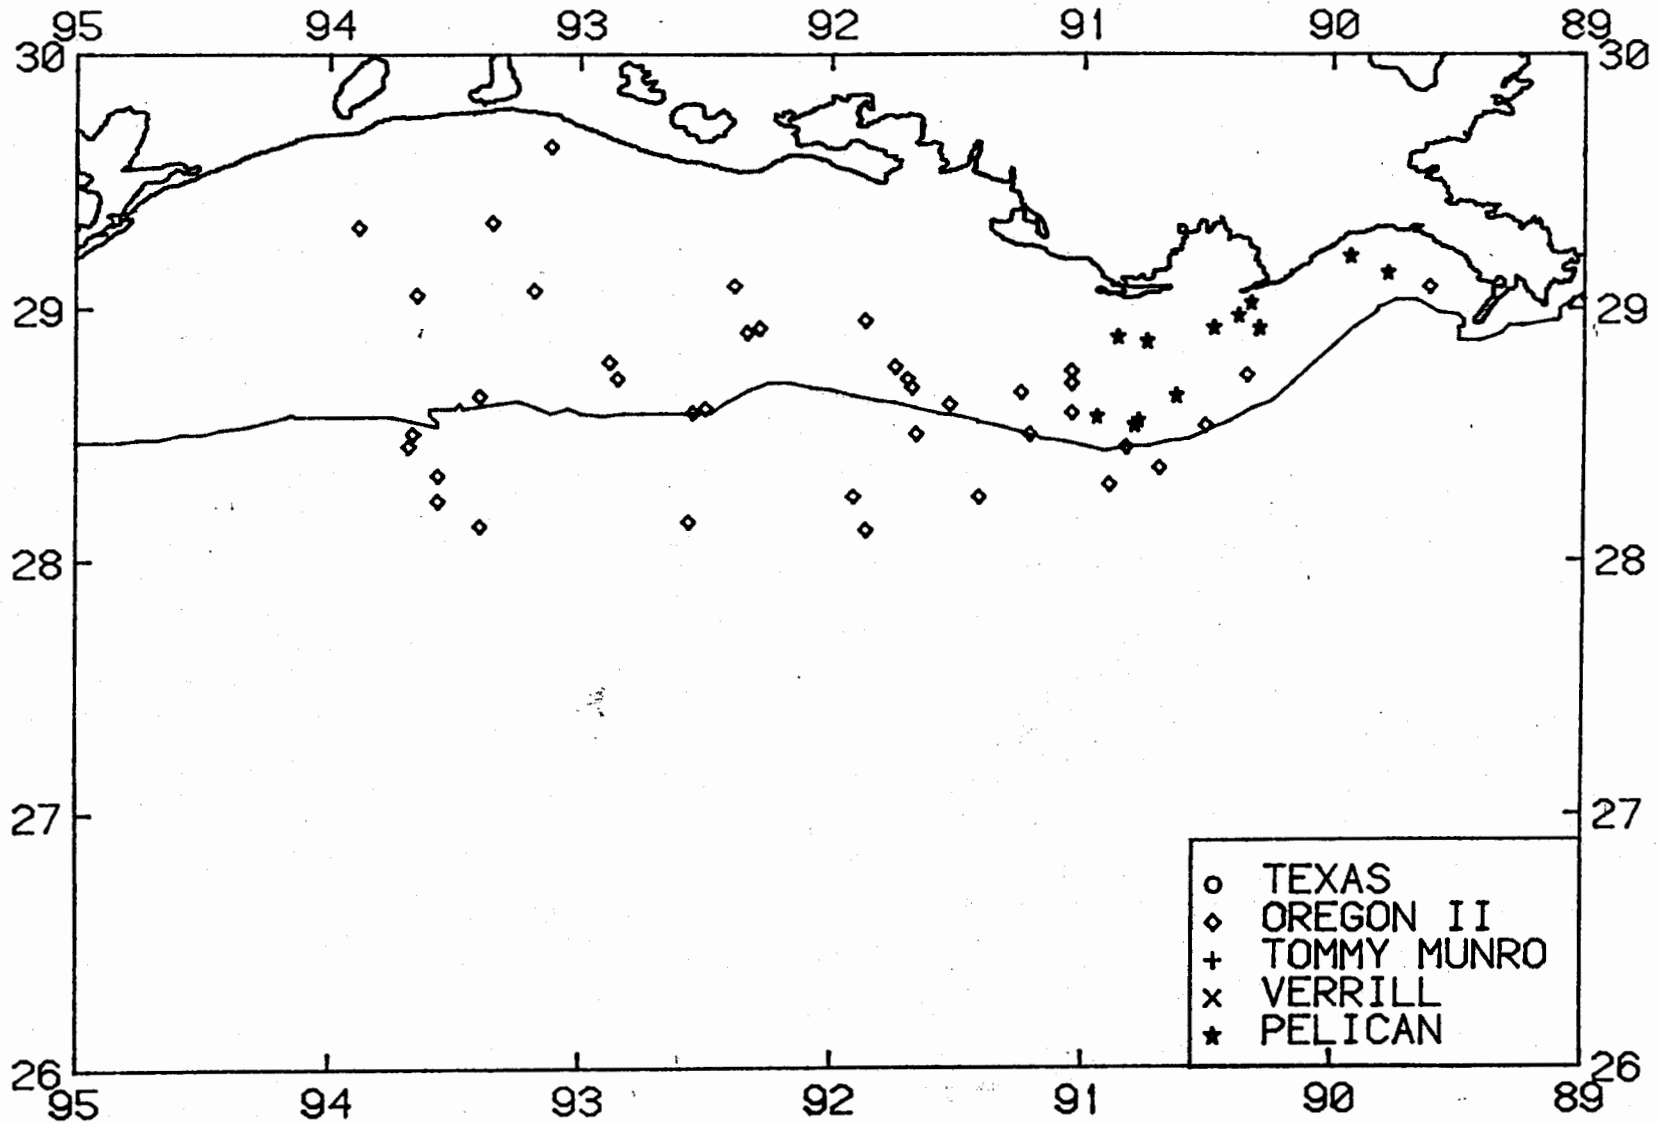 95 94 93 92 91 90 89
30 30
29 29
28 28
27 27
TEXAS
OREGON II
TOMMY MUNRO
VERRILL
PELICAN
26 26
95 94 93 92 91 90 89